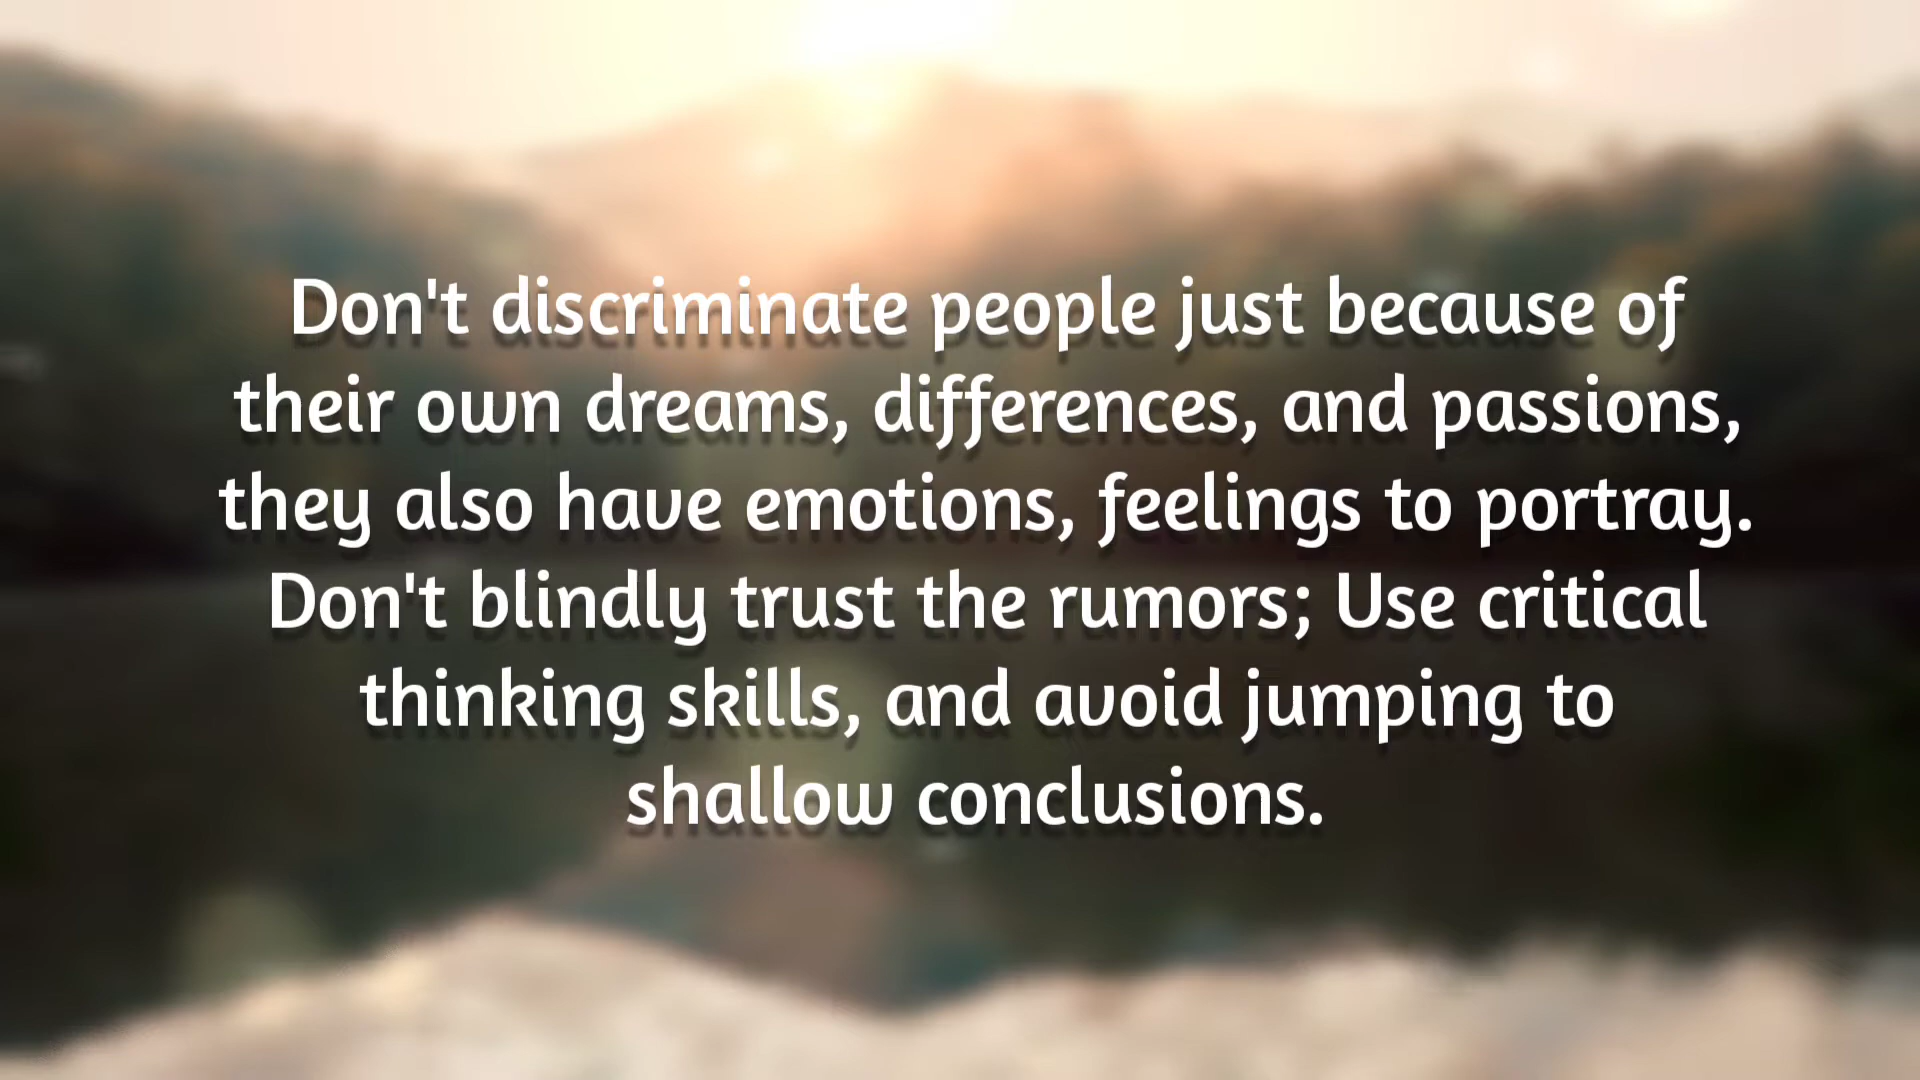 Don't discriminate people just because of
their own dreams, differences, and passions,
they also have emotions, feelings to portray.
Don't blindly trust the rumors; Use critical
thinking skills, and avoid jumping to
shallow conclusions.